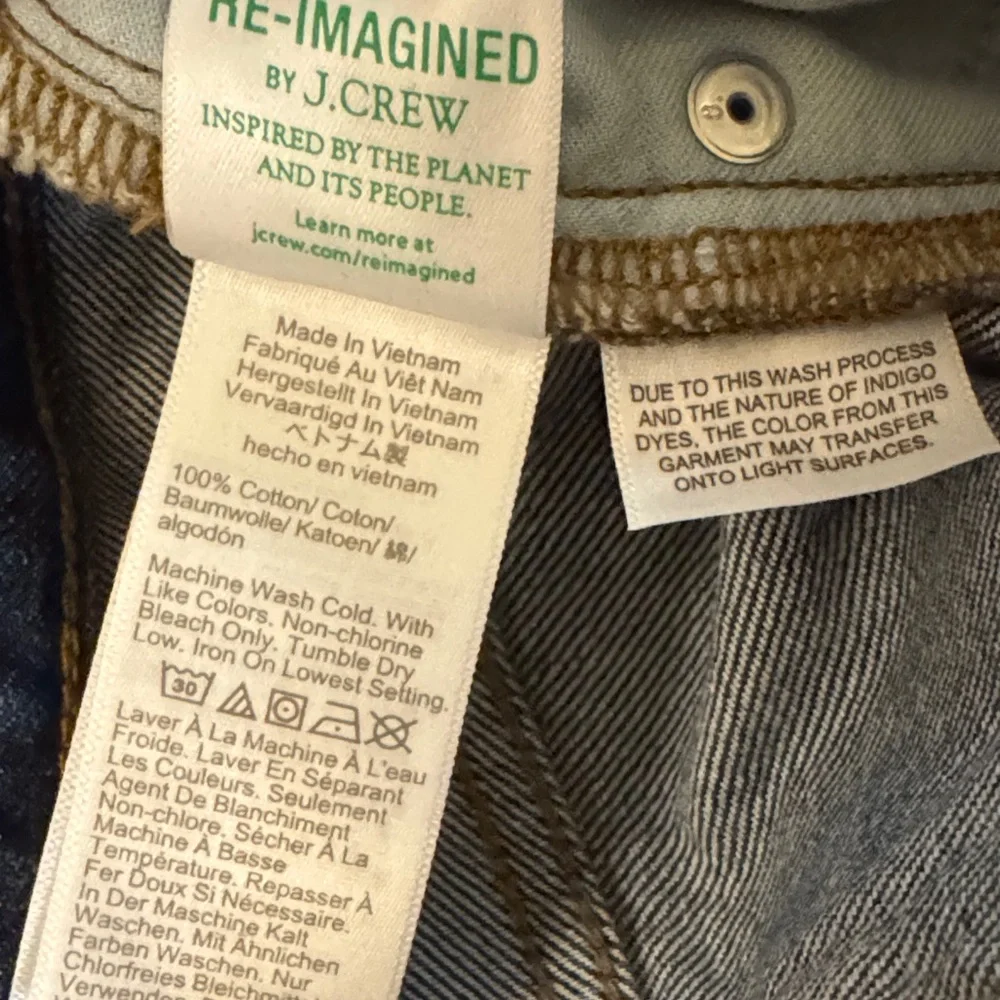 RE-IMAGINED
BY J.CREW
INSPIRED BY THE PLANET
AND ITS PEOPLE.
Learn more at
jcrew.com/reimagined
Made In Vietnam
Fabriqué Au Viêt Nam
Hergestellt In Vietnam
Vervaardigd In Vietnam
ベトナム製
hecho en vietnam
100% Cotton/ Coton/
Baumwolle/ Katoen/ 綿/
algodón
Machine Wash Cold. With
Like Colors. Non-chlorine
Bleach Only. Tumble Dry
Low. Iron On Lowest Setting.
30
Laver À La Machine À L'eau
Froide. Laver En Séparant
Les Couleurs. Seulement
Agent De Blanchiment
Non-chlore. Sécher À La
Machine À Basse
Température. Repasser À
Fer Doux Si Nécessaire.
In Der Maschine Kalt
Waschen. Mit Ähnlichen
Farben Waschen. Nur
Chlorfreies
Verwenden
DUE TO THIS WASH PROCESS
AND THE NATURE OF INDIGO
DYES, THE COLOR FROM THIS
GARMENT MAY TRANSFER
ONTO LIGHT SURFACES.